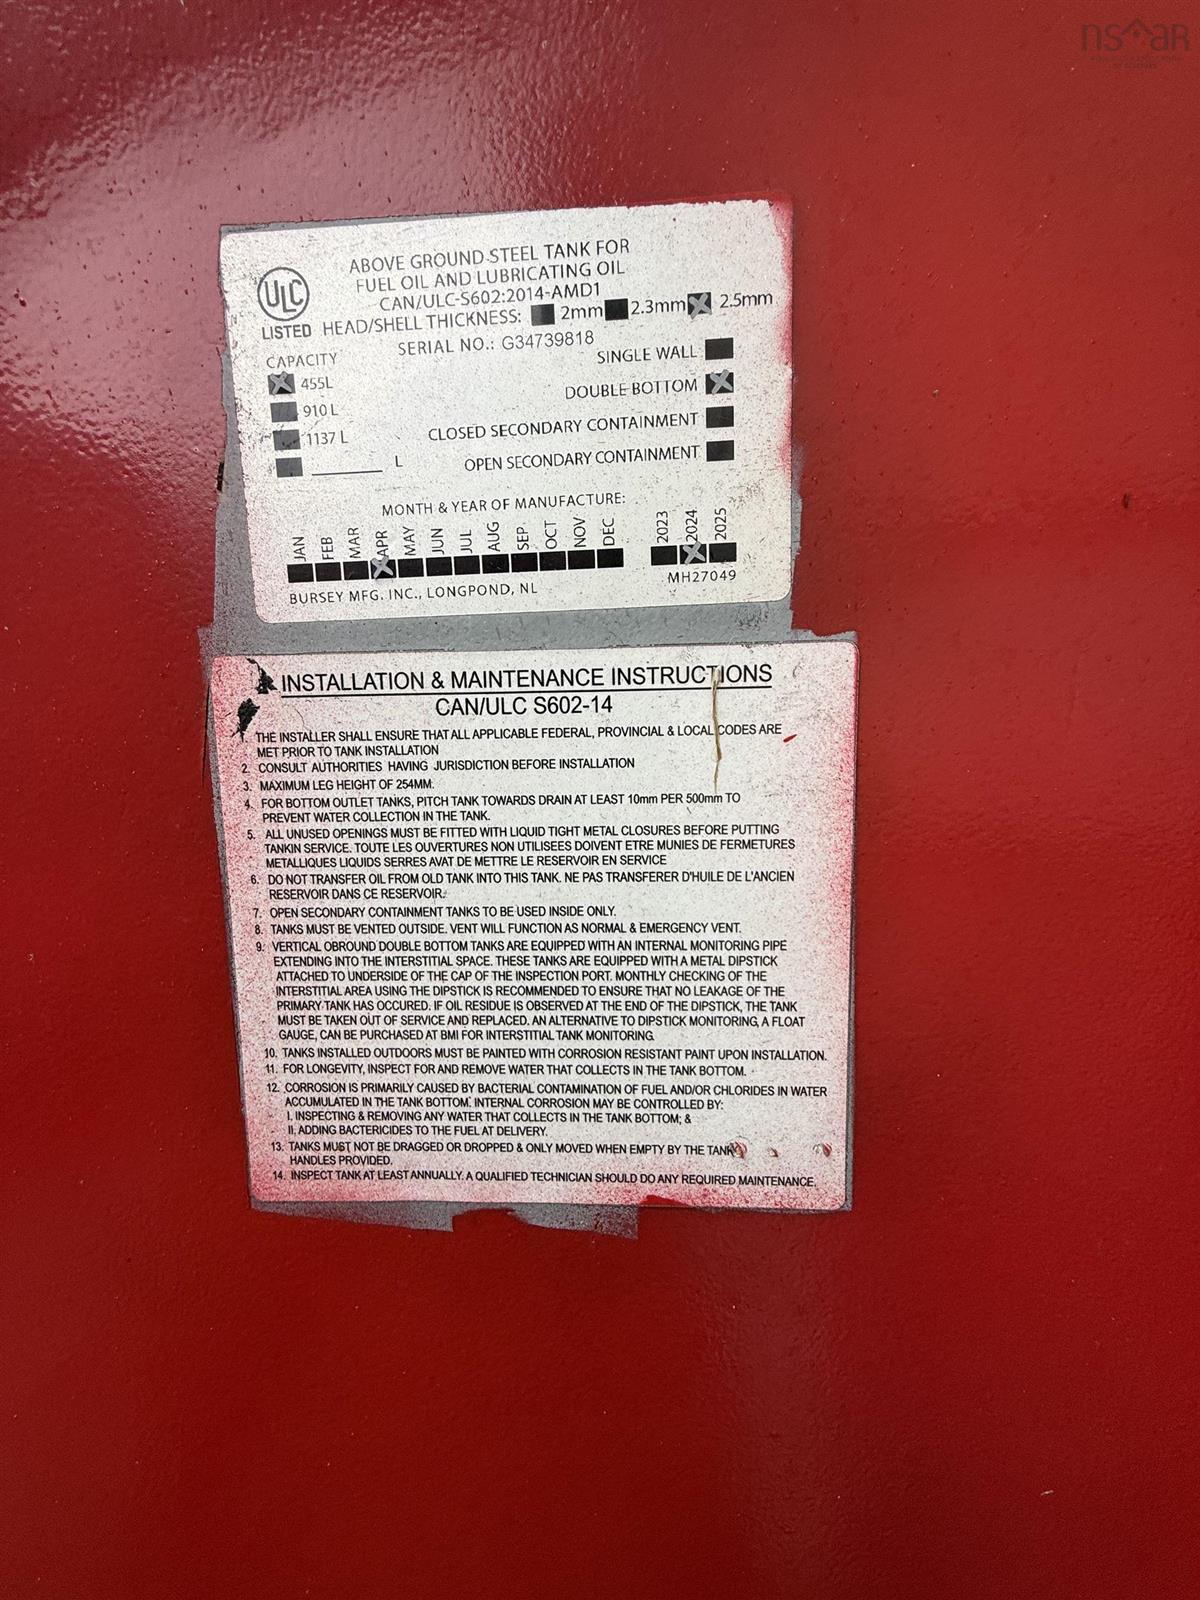 nsaar
ULC
LISTED
ABOVE GROUND STEEL TANK FOR
FUEL OIL AND LUBRICATING OIL
CAN/ULC-S602:2014-AMD1
HEAD/SHELL THICKNESS: 2mm 2.3mm 2.5mm
SERIAL NO.: G34739818
CAPACITY
455L
910 L
1137 L
L
SINGLE WALL
DOUBLE BOTTOM
CLOSED SECONDARY CONTAINMENT
OPEN SECONDARY CONTAINMENT
MONTH & YEAR OF MANUFACTURE:
JAN FEB MAR APR MAY JUN JUL AUG SEP OCT NOV DEC 2023 2024 2025
BURSEY MFG. INC., LONGPOND, NL
MH27049
INSTALLATION & MAINTENANCE INSTRUCTIONS
CAN/ULC S602-14
1. THE INSTALLER SHALL ENSURE THAT ALL APPLICABLE FEDERAL, PROVINCIAL & LOCAL CODES ARE
MET PRIOR TO TANK INSTALLATION
2. CONSULT AUTHORITIES HAVING JURISDICTION BEFORE INSTALLATION
3. MAXIMUM LEG HEIGHT OF 254MM.
4. FOR BOTTOM OUTLET TANKS, PITCH TANK TOWARDS DRAIN AT LEAST 10mm PER 500mm TO
PREVENT WATER COLLECTION IN THE TANK.
5. ALL UNUSED OPENINGS MUST BE FITTED WITH LIQUID TIGHT METAL CLOSURES BEFORE PUTTING
TANKIN SERVICE. TOUTE LES OUVERTURES NON UTILISEES DOIVENT ETRE MUNIES DE FERMETURES
METALLIQUES LIQUIDS SERRES AVAT DE METTRE LE RESERVOIR EN SERVICE
6. DO NOT TRANSFER OIL FROM OLD TANK INTO THIS TANK. NE PAS TRANSFERER D'HUILE DE L'ANCIEN
RESERVOIR DANS CE RESERVOIR.
7. OPEN SECONDARY CONTAINMENT TANKS TO BE USED INSIDE ONLY.
8. TANKS MUST BE VENTED OUTSIDE. VENT WILL FUNCTION AS NORMAL & EMERGENCY VENT.
9. VERTICAL OBROUND DOUBLE BOTTOM TANKS ARE EQUIPPED WITH AN INTERNAL MONITORING PIPE
EXTENDING INTO THE INTERSTITIAL SPACE. THESE TANKS ARE EQUIPPED WITH A METAL DIPSTICK
ATTACHED TO UNDERSIDE OF THE CAP OF THE INSPECTION PORT. MONTHLY CHECKING OF THE
INTERSTITIAL AREA USING THE DIPSTICK IS RECOMMENDED TO ENSURE THAT NO LEAKAGE OF THE
PRIMARY TANK HAS OCCURED. IF OIL RESIDUE IS OBSERVED AT THE END OF THE DIPSTICK, THE TANK
MUST BE TAKEN OUT OF SERVICE AND REPLACED. AN ALTERNATIVE TO DIPSTICK MONITORING, A FLOAT
GAUGE, CAN BE PURCHASED AT BMI FOR INTERSTITIAL TANK MONITORING.
10. TANKS INSTALLED OUTDOORS MUST BE PAINTED WITH CORROSION RESISTANT PAINT UPON INSTALLATION.
11. FOR LONGEVITY, INSPECT FOR AND REMOVE WATER THAT COLLECTS IN THE TANK BOTTOM.
12. CORROSION IS PRIMARILY CAUSED BY BACTERIAL CONTAMINATION OF FUEL AND/OR CHLORIDES IN WATER
ACCUMULATED IN THE TANK BOTTOM. INTERNAL CORROSION MAY BE CONTROLLED BY:
I. INSPECTING & REMOVING ANY WATER THAT COLLECTS IN THE TANK BOTTOM; &
II. ADDING BACTERICIDES TO THE FUEL AT DELIVERY.
13. TANKS MUST NOT BE DRAGGED OR DROPPED & ONLY MOVED WHEN EMPTY BY THE TANK
HANDLES PROVIDED.
14. INSPECT TANK AT LEAST ANNUALLY. A QUALIFIED TECHNICIAN SHOULD DO ANY REQUIRED MAINTENANCE.